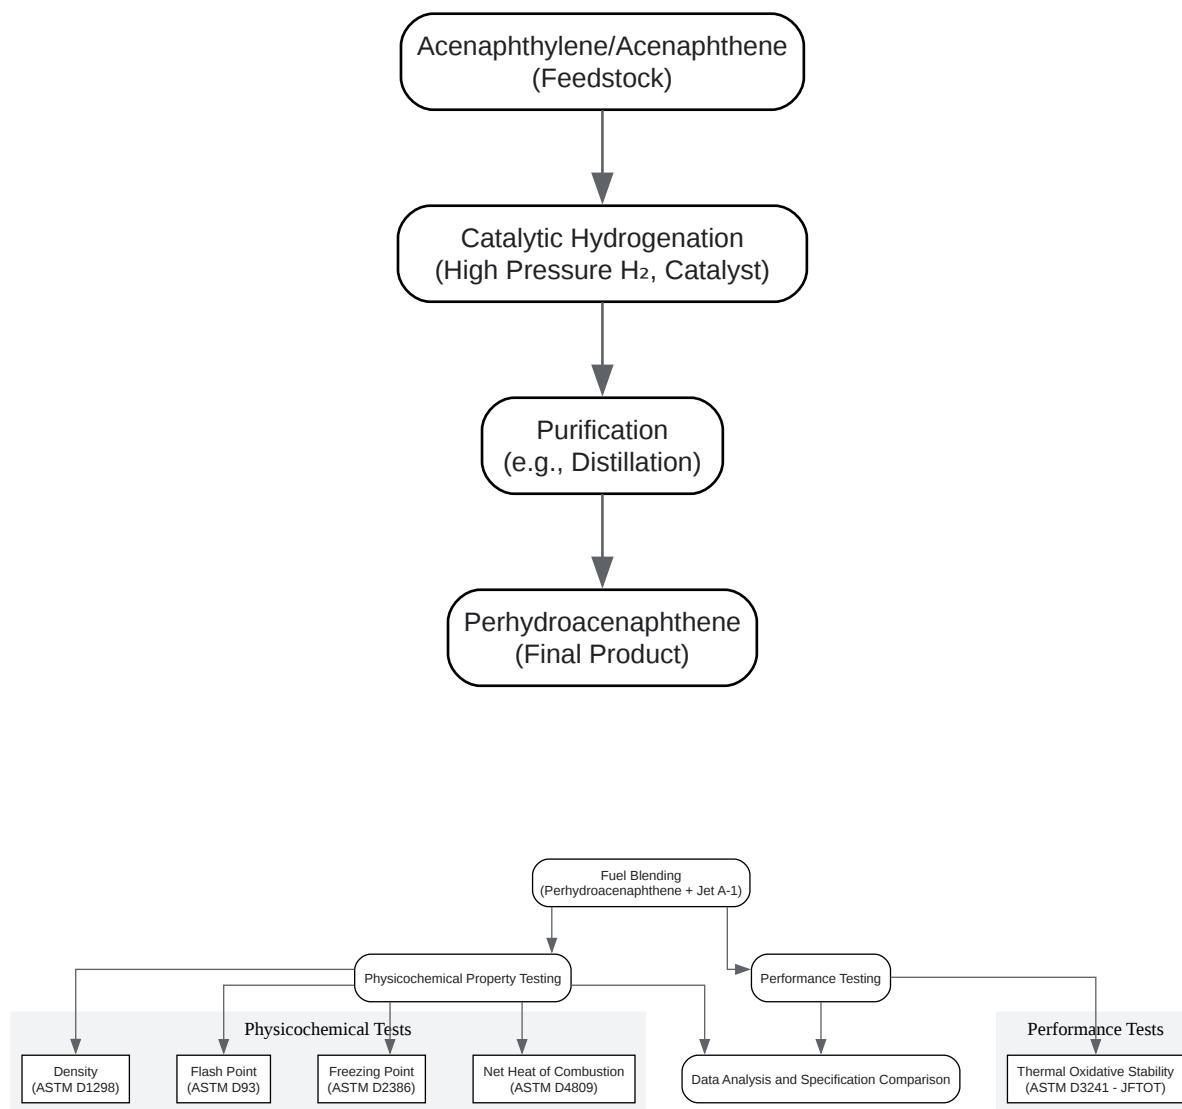 Acenaphthylene/Acenaphthene
(Feedstock)
Catalytic Hydrogenation
(High Pressure H₂, Catalyst)
Purification
(e.g., Distillation)
Perhydroacenaphthene
(Final Product)
Fuel Blending
(Perhydroacenaphthene + Jet A-1)
Physicochemical Property Testing
Performance Testing
Physicochemical Tests
Performance Tests
Density
(ASTM D1298)
Flash Point
(ASTM D93)
Freezing Point
(ASTM D2386)
Net Heat of Combustion
(ASTM D4809)
Data Analysis and Specification Comparison
Thermal Oxidative Stability
(ASTM D3241 - JFTOT)